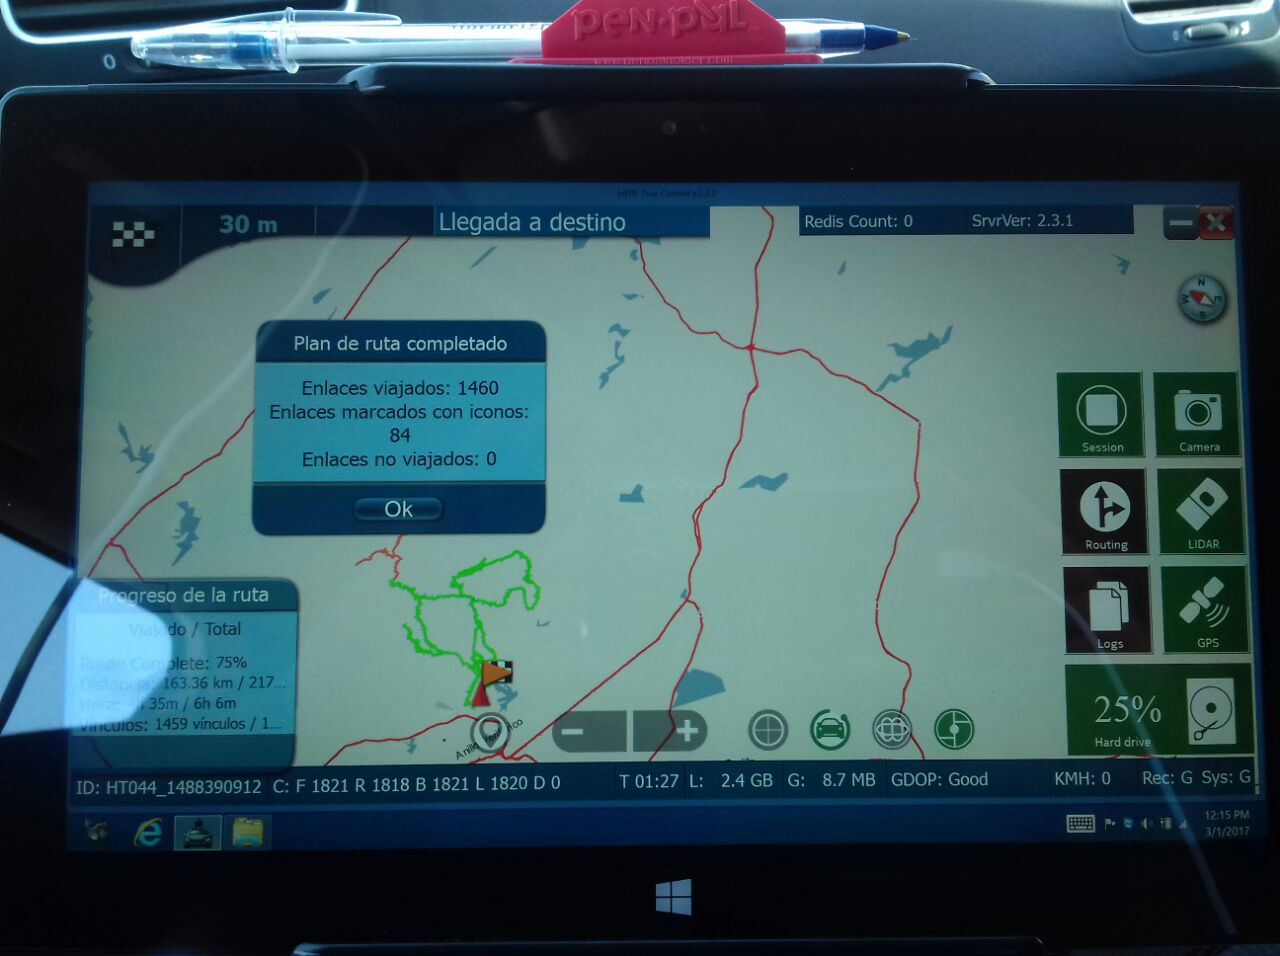 PEN-PAL
0
HERE True Control v.2.2.0
30 m
Llegada a destino
Redis Count: 0
SrvrVer: 2.3.1
N
W E
S
Plan de ruta completado
Enlaces viajados: 1460
Enlaces marcados con iconos:
84
Enlaces no viajados: 0
Ok
Session
Camera
Routing
LIDAR
Logs
GPS
25%
Hard drive
Progreso de la ruta
Viajado / Total
Route Complete: 75%
Distancia: 163.36 km / 217...
Hora: 4h 35m / 6h 6m
Vínculos: 1459 vínculos / 1...
ID: HT044_1488390912 C: F 1821 R 1818 B 1821 L 1820 D 0
T 01:27 L: 2.4 GB G: 8.7 MB GDOP: Good
KMH: 0 Rec: G Sys: G
12:15 PM
3/1/2017